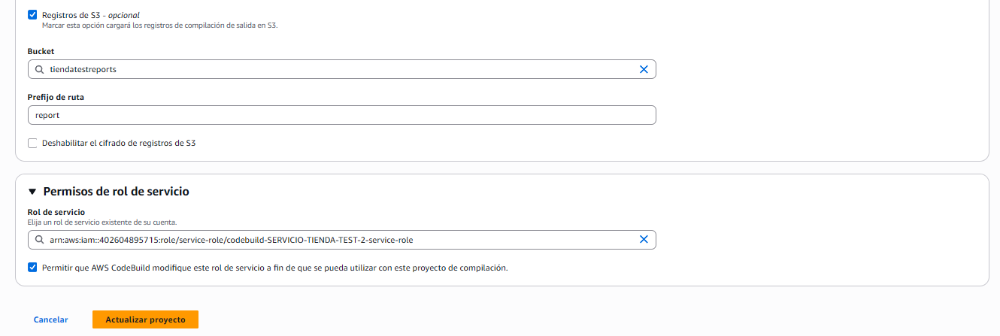 Registros de S3 - opcional
Marcar esta opción cargará los registros de compilación de salida en S3.
Bucket
tiendatestreports
Prefijo de ruta
report
Deshabilitar el cifrado de registros de S3
Permisos de rol de servicio
Rol de servicio
Elija un rol de servicio existente de su cuenta.
arn:aws:iam::402604895715:role/service-role/codebuild-SERVICIO-TIENDA-TEST-2-service-role
Permitir que AWS CodeBuild modifique este rol de servicio a fin de que se pueda utilizar con este proyecto de compilación.
Cancelar
Actualizar proyecto